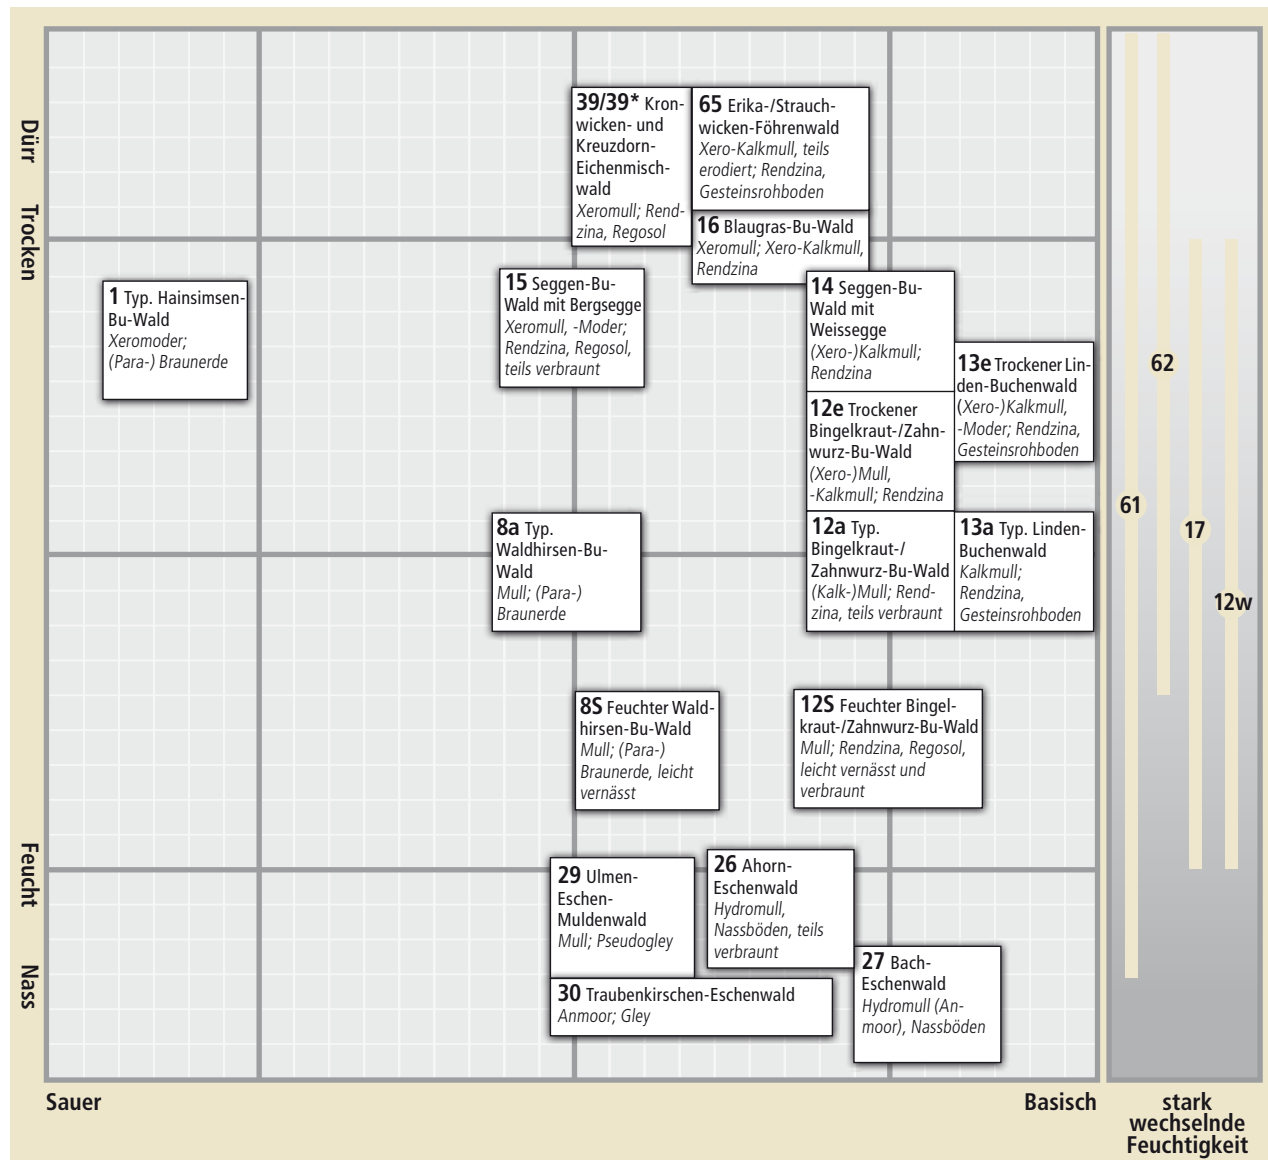 Dürr
Trocken
Feucht
Nass
39/39* Kron-
wicken- und
Kreuzdorn-
Eichenmisch-
wald
Xeromull; Rend-
zina, Regosol
65 Erika-/Strauch-
wicken-Föhrenwald
Xero-Kalkmull, teils
erodiert; Rendzina,
Gesteinsrohboden
16 Blaugras-Bu-Wald
Xeromull; Xero-Kalkmull,
Rendzina
1 Typ. Hainsimsen-
Bu-Wald
Xeromoder;
(Para-) Braunerde
15 Seggen-Bu-
Wald mit Bergsegge
Xeromull, -Moder;
Rendzina, Regosol,
teils verbraunt
14 Seggen-Bu-
Wald mit
Weissegge
(Xero-)Kalkmull;
Rendzina
13e Trockener Lin-
den-Buchenwald
(Xero-)Kalkmull,
-Moder; Rendzina,
Gesteinsrohboden
12e Trockener
Bingelkraut-/Zahn-
wurz-Bu-Wald
(Xero-)Mull,
-Kalkmull; Rendzina
8a Typ.
Waldhirsen-Bu-
Wald
Mull; (Para-)
Braunerde
12a Typ.
Bingelkraut-/
Zahnwurz-Bu-Wald
(Kalk-)Mull; Rend-
zina, teils verbraunt
13a Typ. Linden-
Buchenwald
Kalkmull;
Rendzina,
Gesteinsrohboden
8S Feuchter Wald-
hirsen-Bu-Wald
Mull; (Para-)
Braunerde, leicht
vernässt
12S Feuchter Bingel-
kraut-/Zahnwurz-Bu-Wald
Mull; Rendzina, Regosol,
leicht vernässt und
verbraunt
29 Ulmen-
Eschen-
Muldenwald
Mull; Pseudogley
26 Ahorn-
Eschenwald
Hydromull,
Nassböden, teils
verbraunt
30 Traubenkirschen-Eschenwald
Anmoor; Gley
27 Bach-
Eschenwald
Hydromull (An-
moor), Nassböden
62
61
17
12w
Sauer
Basisch
stark
wechselnde
Feuchtigkeit